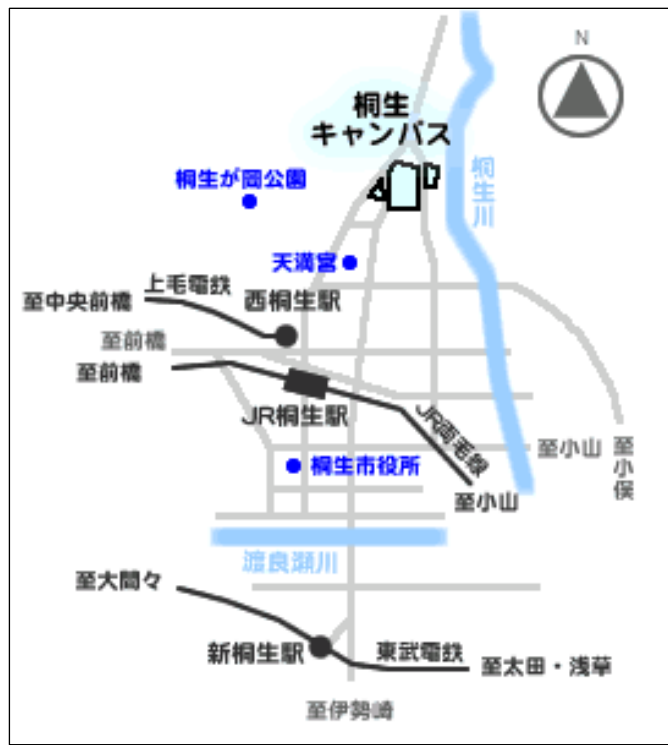 N
桐生
キャンパス
桐生川
桐生が岡公園
天満宮
上毛電鉄
至中央前橋
西桐生駅
至前橋
至前橋
JR桐生駅
JR両毛線
至小山
至小俣
桐生市役所
至小山
渡良瀬川
至大間々
新桐生駅
東武電鉄
至太田・浅草
至伊勢崎